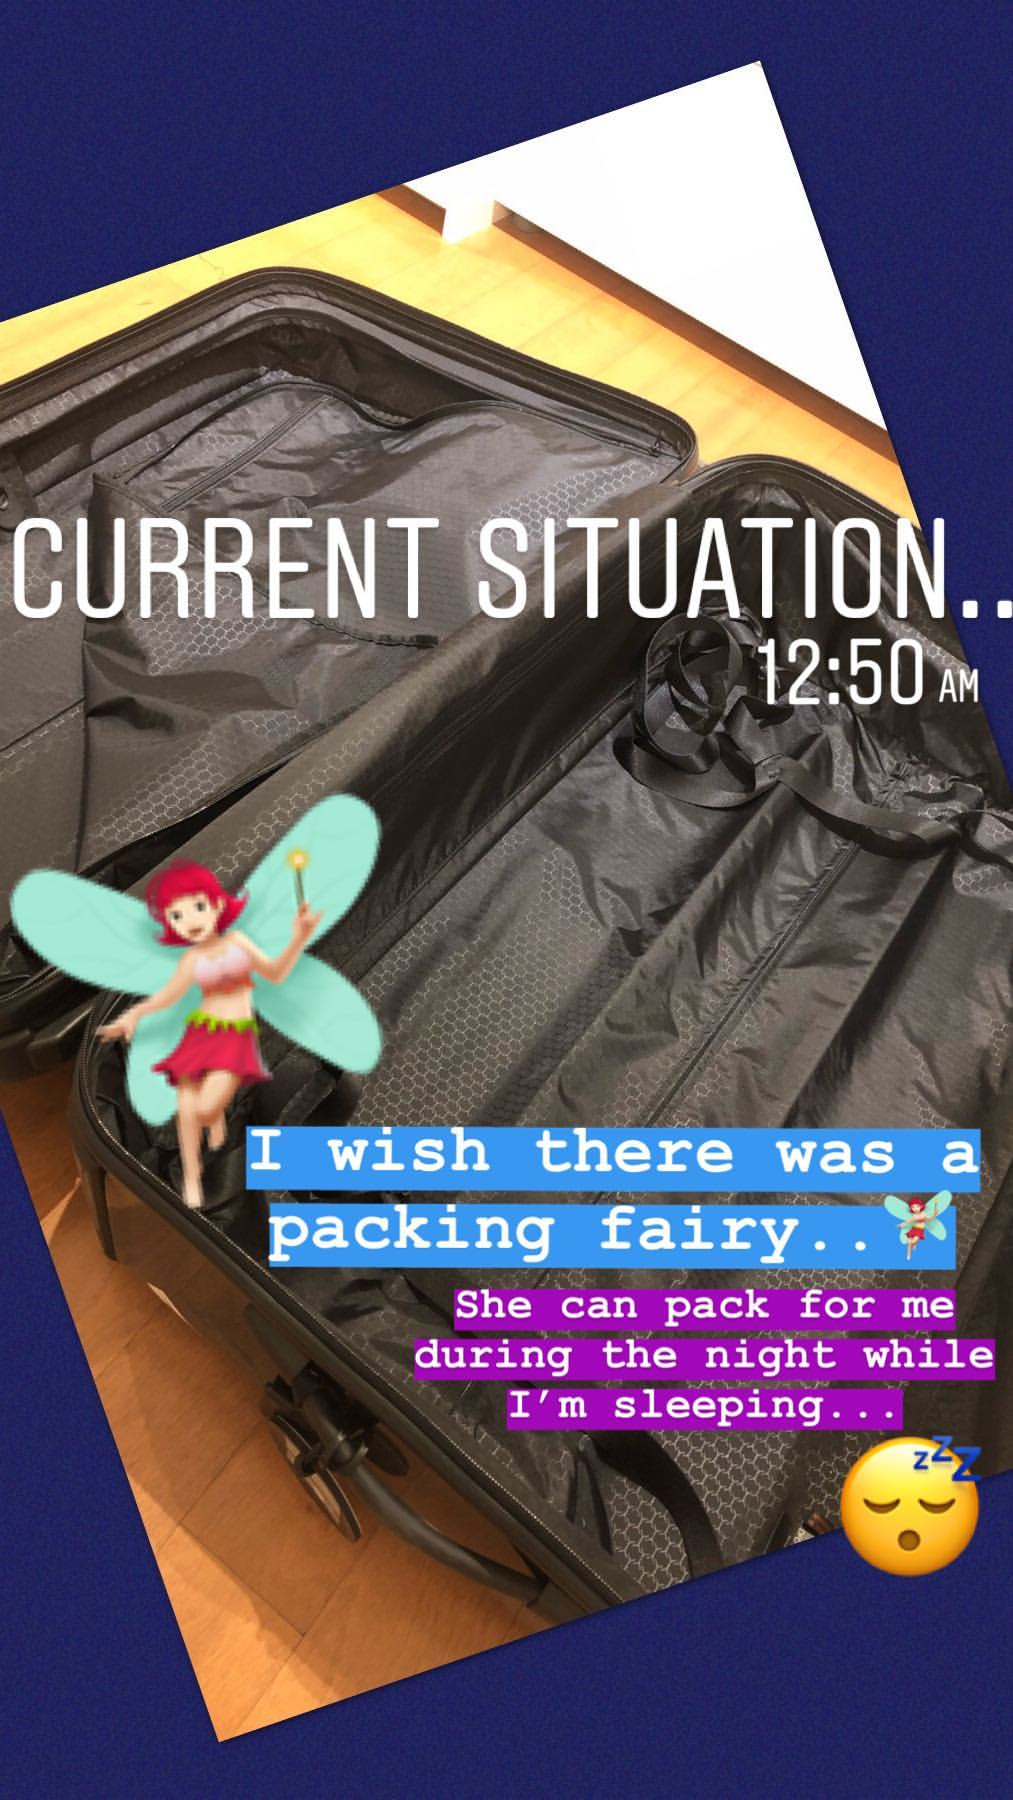 CURRENT SITUATION..
12:50 AM
I wish there was a
packing fairy..🧚
She can pack for me
during the night while
I’m sleeping...